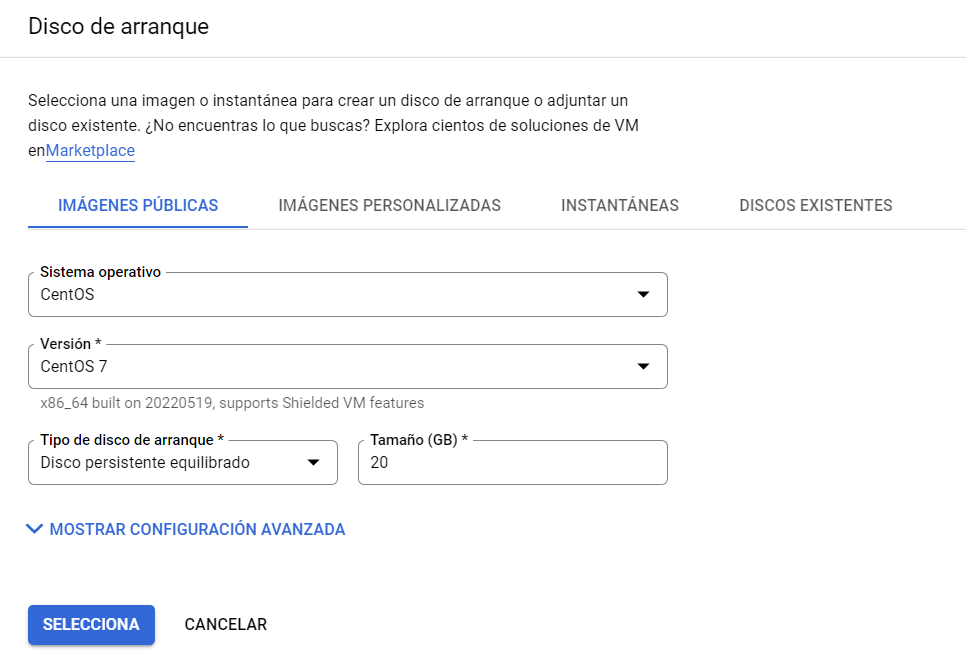 Disco de arranque
Selecciona una imagen o instantánea para crear un disco de arranque o adjuntar un
disco existente. ¿No encuentras lo que buscas? Explora cientos de soluciones de VM
enMarketplace
IMÁGENES PÚBLICAS IMÁGENES PERSONALIZADAS INSTANTÁNEAS DISCOS EXISTENTES
Sistema operativo
CentOS
Versión *
CentOS 7
x86_64 built on 20220519, supports Shielded VM features
Tipo de disco de arranque * Tamaño (GB) *
Disco persistente equilibrado 20
MOSTRAR CONFIGURACIÓN AVANZADA
SELECCIONA CANCELAR